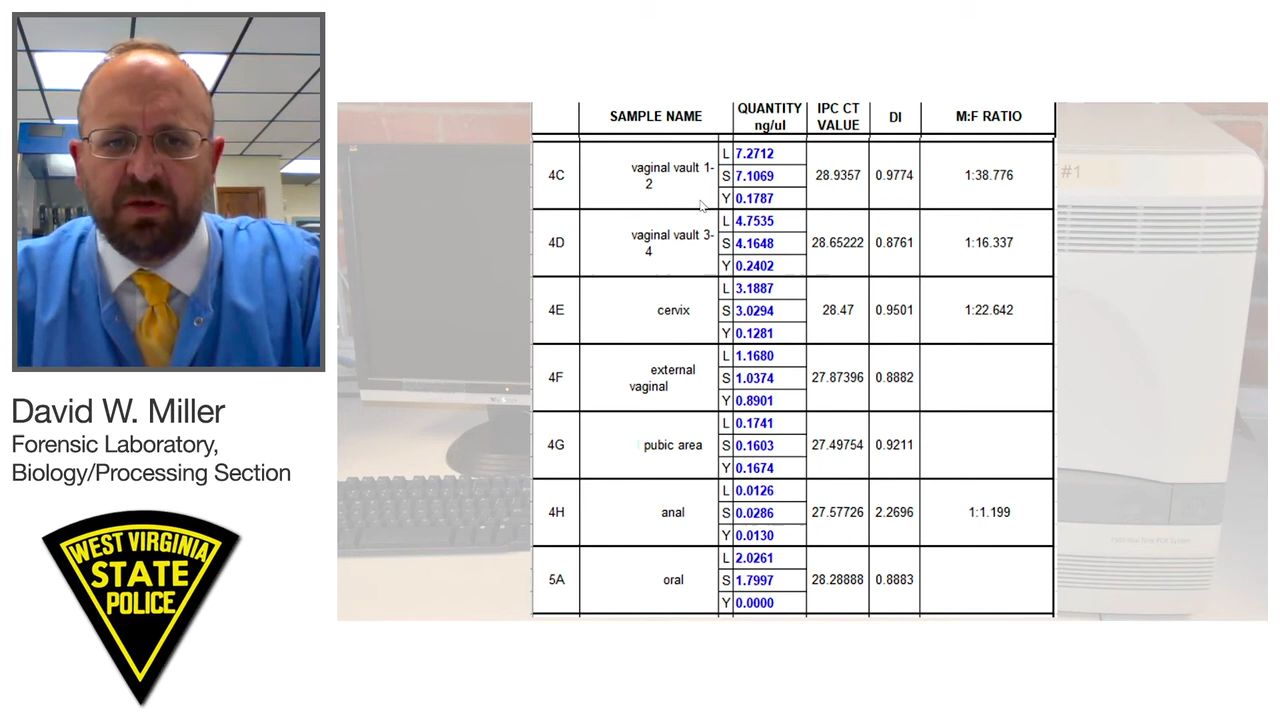 SAMPLE NAME QUANTITY ng/ul IPC CT VALUE DI M:F RATIO
4C vaginal vault 1-2 L 7.2712 28.9357 0.9774 1:38.776
S 7.1069
Y 0.1787
4D vaginal vault 3-4 L 4.7535 28.65222 0.8761 1:16.337
S 4.1648
Y 0.2402
4E cervix L 3.1887 28.47 0.9501 1:22.642
S 3.0294
Y 0.1281
4F external vaginal L 1.1680 27.87396 0.8882
S 1.0374
Y 0.8901
4G pubic area L 0.1741 27.49754 0.9211
S 0.1603
Y 0.1674
4H anal L 0.0126 27.57726 2.2696 1:1.199
S 0.0286
Y 0.0130
5A oral L 2.0261 28.28888 0.8883
S 1.7997
Y 0.0000
#1
David W. Miller
Forensic Laboratory,
Biology/Processing Section
WEST VIRGINIA
STATE
POLICE